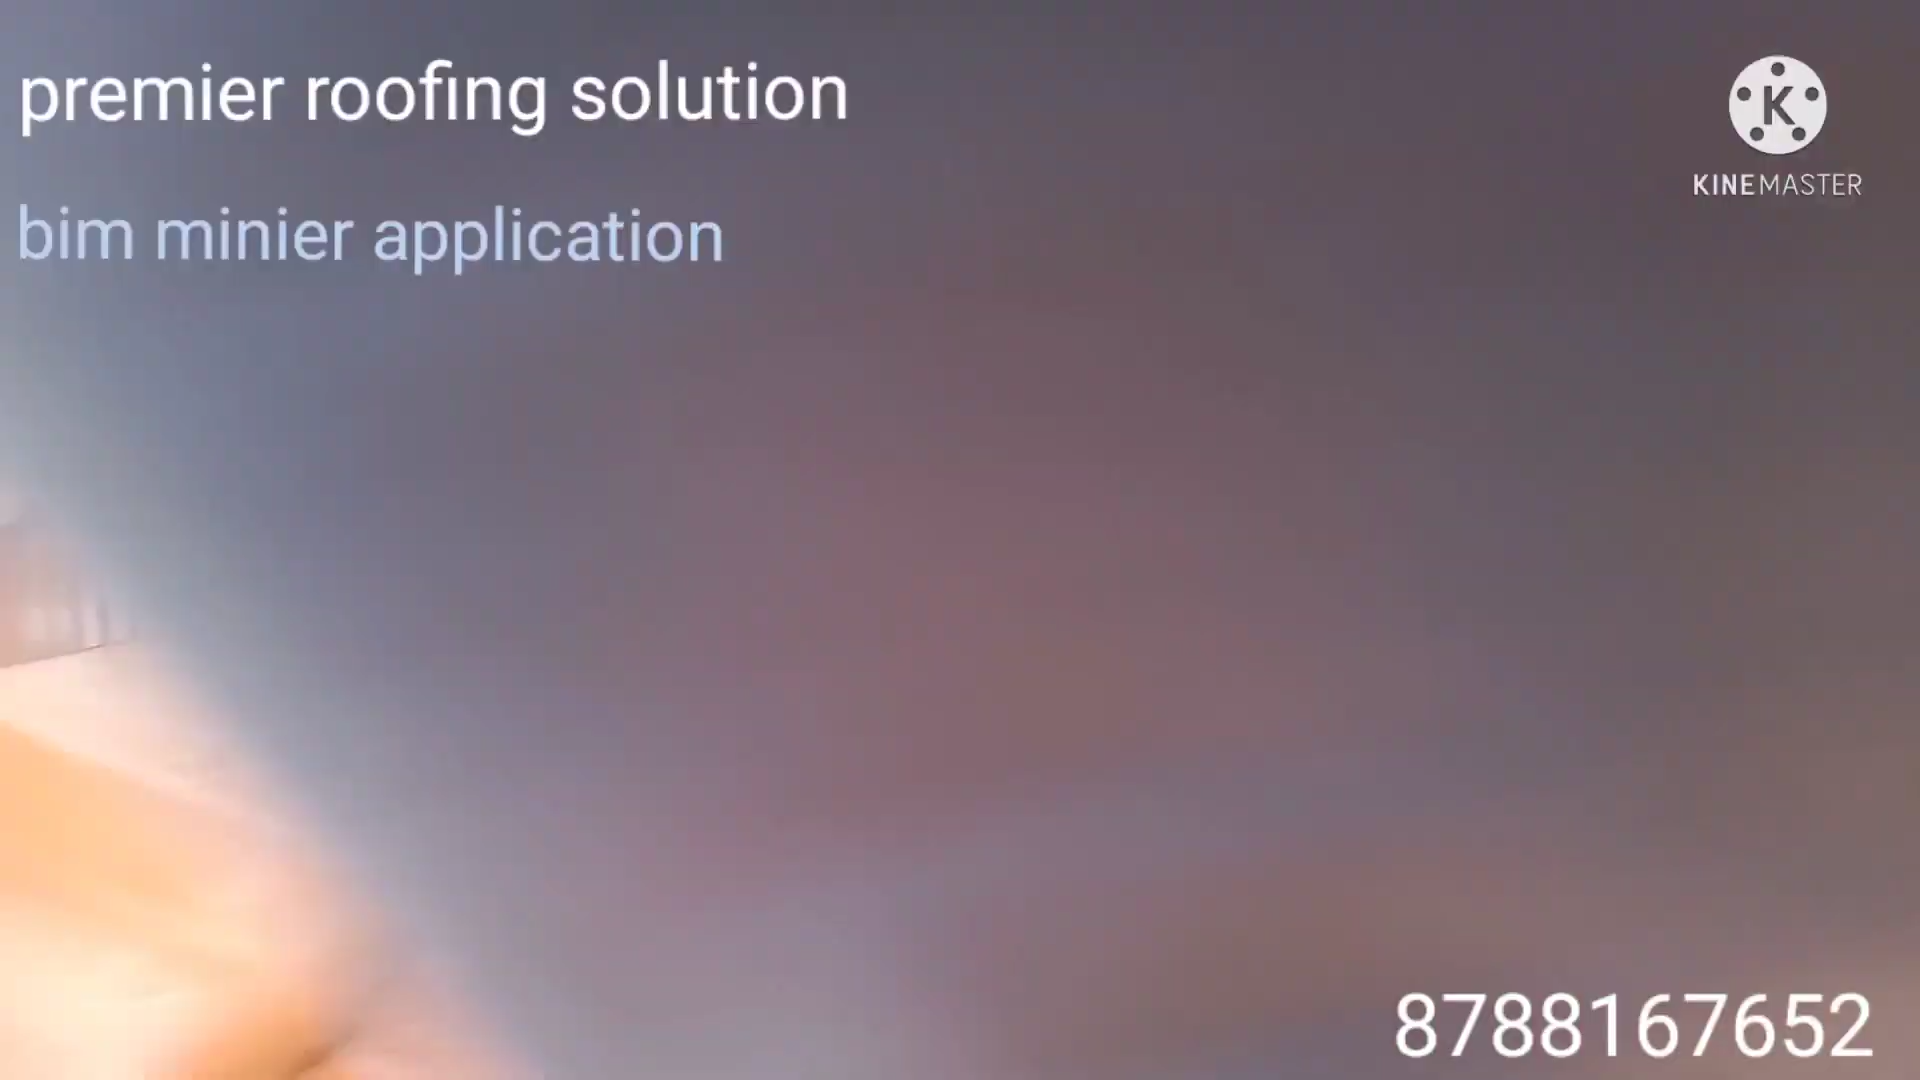 premier roofing solution
K
KINEMASTER
bim minier application
8788167652